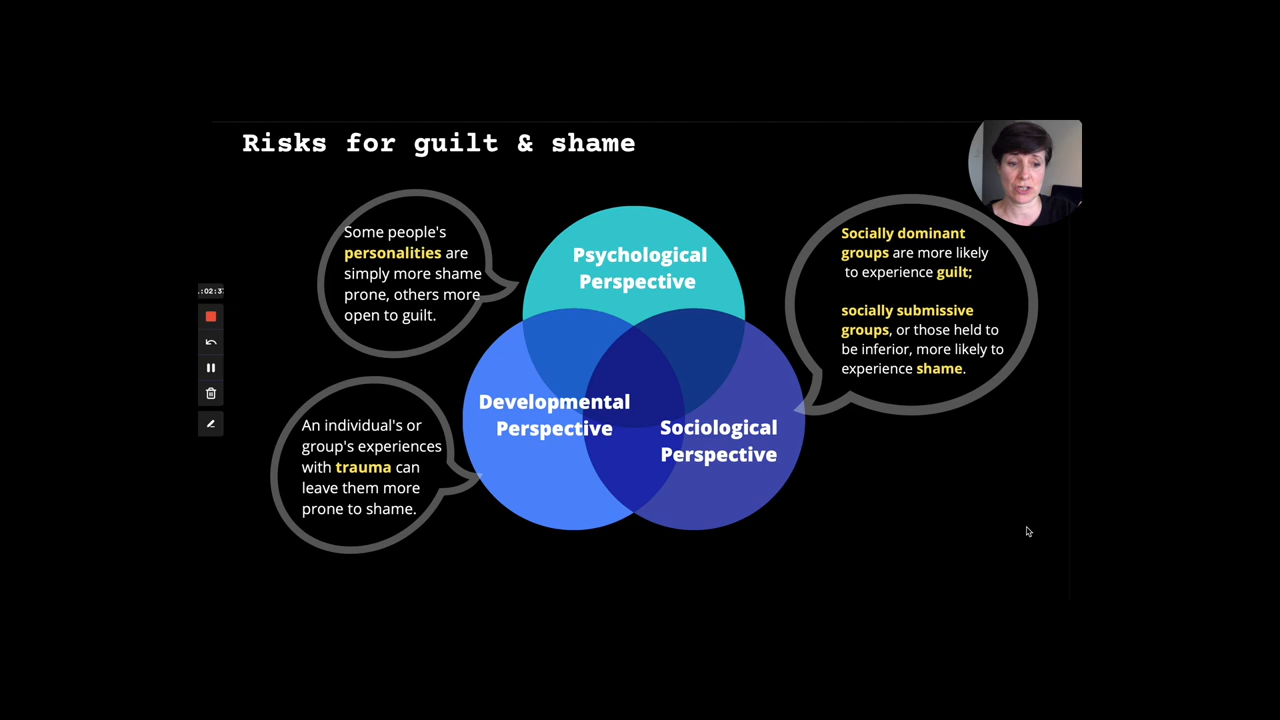 Risks for guilt & shame
Some people's
personalities are
simply more shame
prone, others more
open to guilt.
Psychological
Perspective
Socially dominant
groups are more likely
to experience guilt;
socially submissive
groups, or those held to
be inferior, more likely to
experience shame.
Developmental
Perspective
Sociological
Perspective
An individual's or
group's experiences
with trauma can
leave them more
prone to shame.